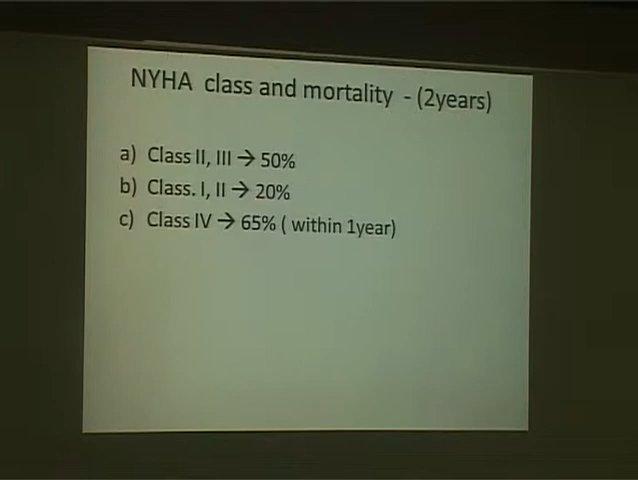 NYHA class and mortality - (2years)
a) Class II, III → 50%
b) Class. I, II → 20%
c) Class IV → 65% ( within 1year)